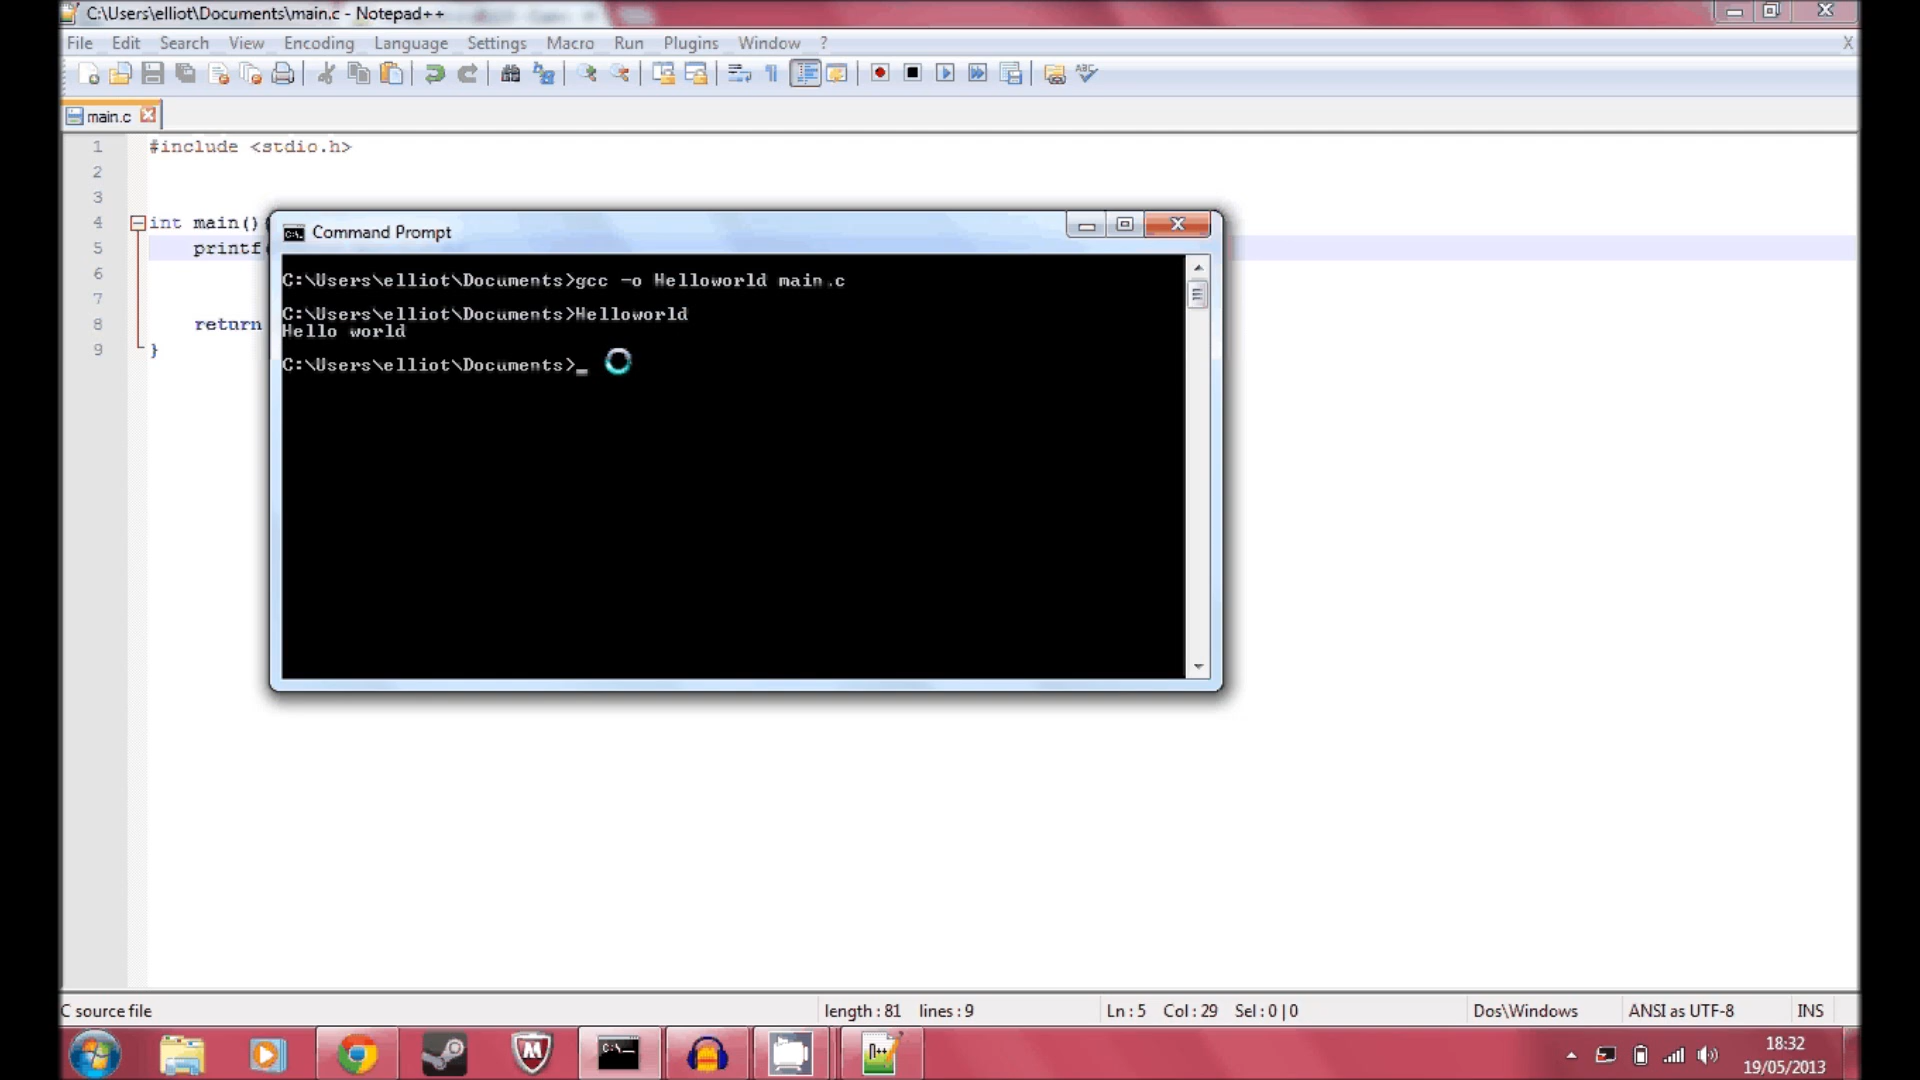 C:\Users\elliot\Documents\main.c - Notepad++
File Edit Search View Encoding Language Settings Macro Run Plugins Window ? X
main.c
1 #include <stdio.h>
2
3
4 int main()
5 printf
6
7
8 return
9 }
Command Prompt
C:\Users\elliot\Documents>gcc -o Helloworld main.c
C:\Users\elliot\Documents>Helloworld
Hello world
C:\Users\elliot\Documents>_
C source file length : 81 lines : 9 Ln : 5 Col : 29 Sel : 0 | 0 Dos\Windows ANSI as UTF-8 INS
18:32
19/05/2013